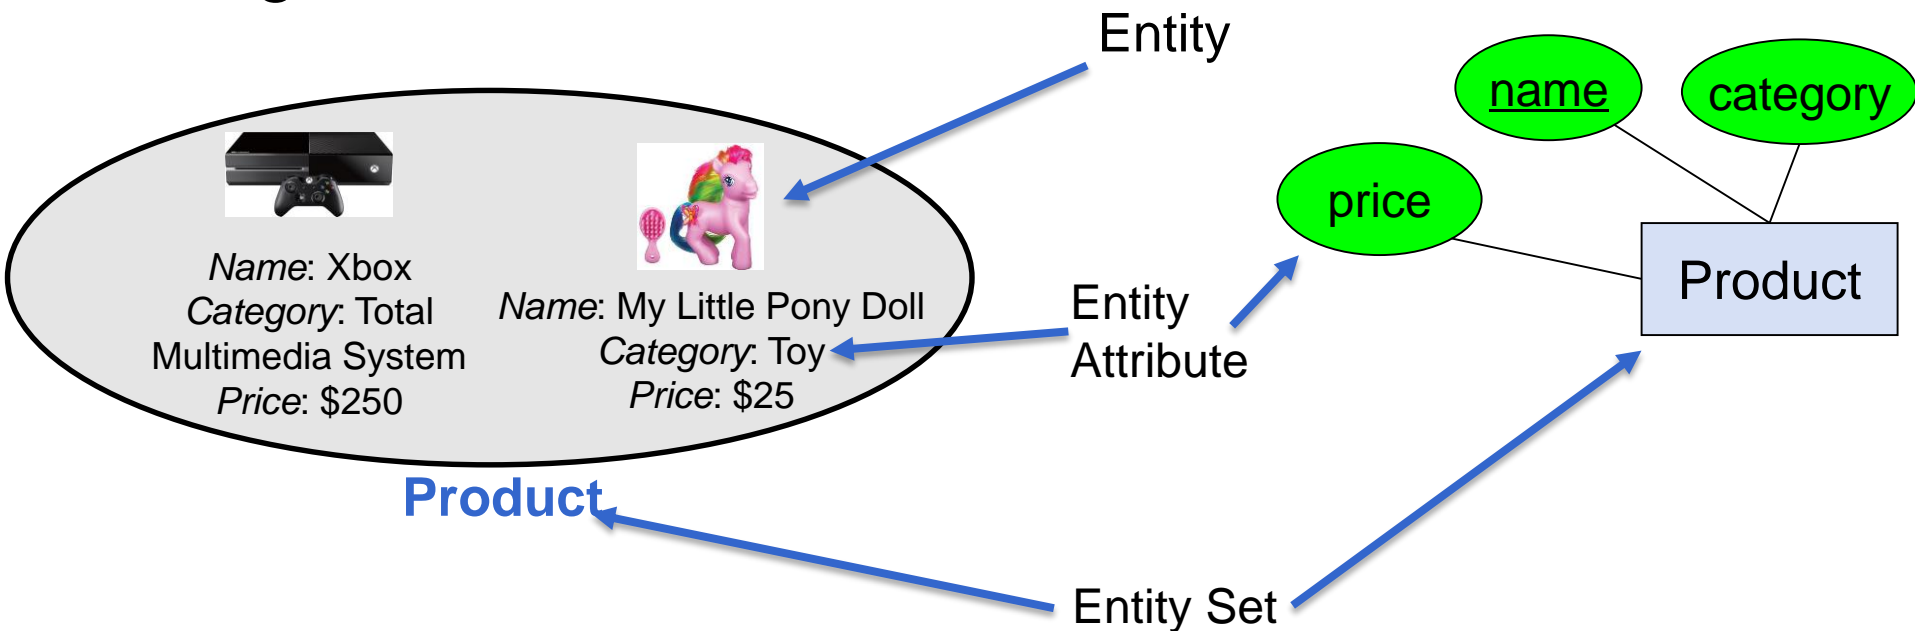 Entity
name
category
price
Product
Name: Xbox
Category: Total
Multimedia System
Price: $250
Name: My Little Pony Doll
Category: Toy
Price: $25
Entity
Attribute
Product
Entity Set